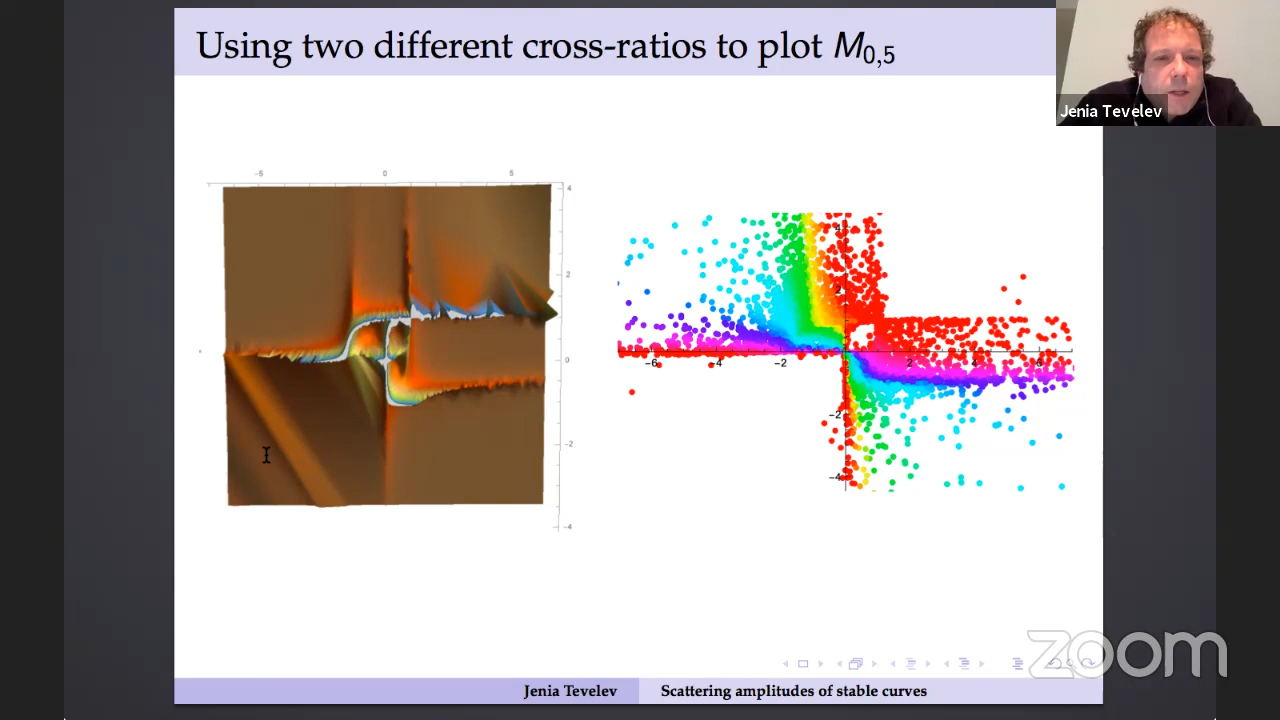 Using two different cross-ratios to plot M0,5
Jenia Tevelev
-5 0 5
4
2
0
-2
-4
4
2
-6 -4 -2 2 4 6
-2
-4
zoom
Jenia Tevelev Scattering amplitudes of stable curves